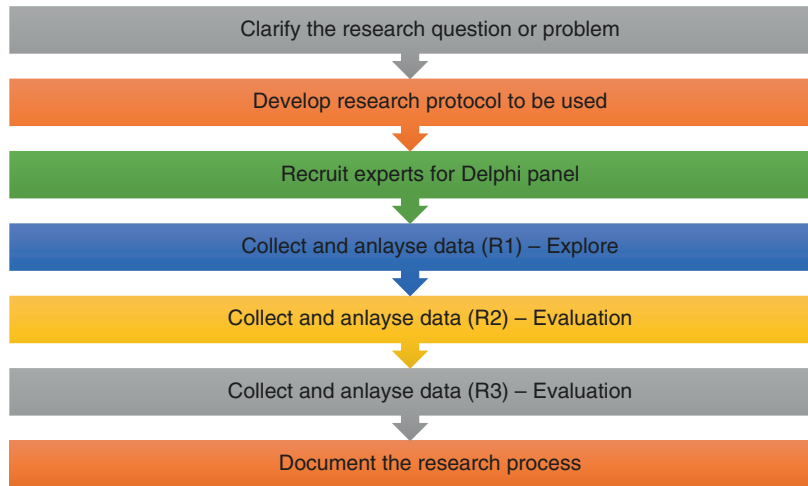 Clarify the research question or problem
Develop research protocol to be used
Recruit experts for Delphi panel
Collect and anlayse data (R1) – Explore
Collect and anlayse data (R2) – Evaluation
Collect and anlayse data (R3) – Evaluation
Document the research process